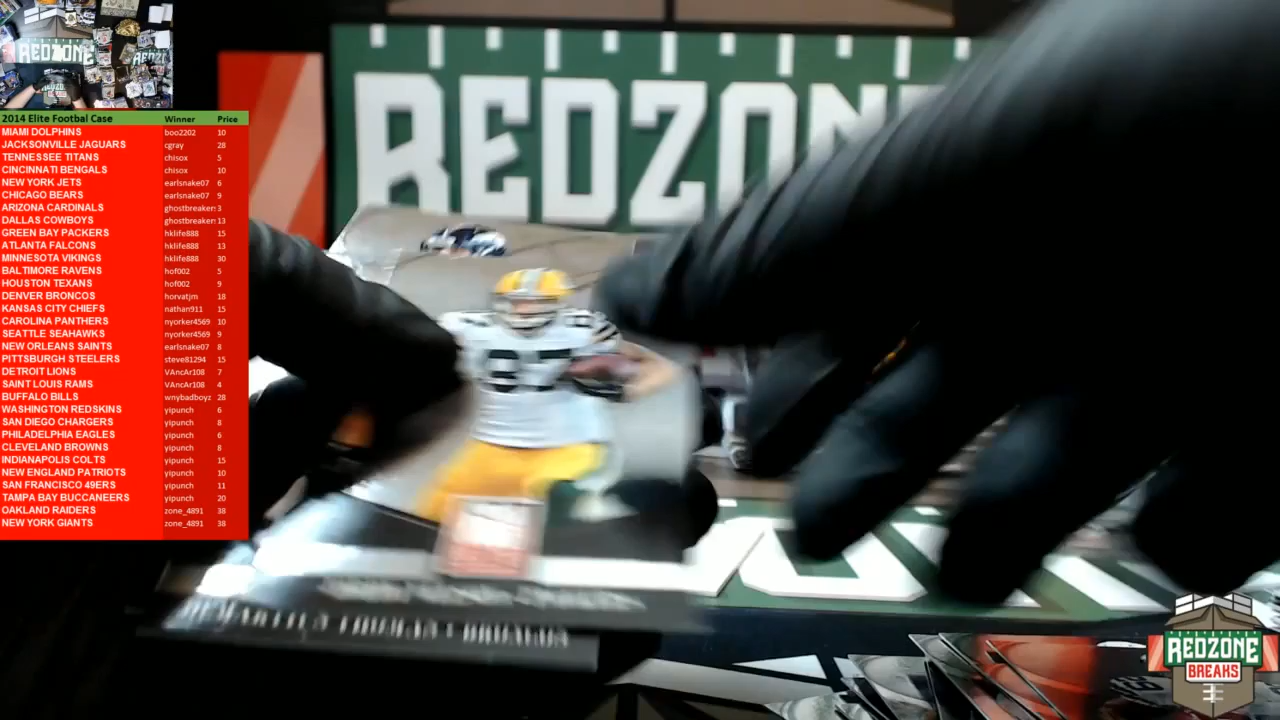 REDZONE
REDZONE
2014 Elite Footbal Case Winner Price
MIAMI DOLPHINS boo2202 10
JACKSONVILLE JAGUARS cgray 28
TENNESSEE TITANS chisox 5
CINCINNATI BENGALS chisox 10
NEW YORK JETS earlsnake07 6
CHICAGO BEARS earlsnake07 9
ARIZONA CARDINALS ghostbreaker 3
DALLAS COWBOYS ghostbreaker 13
GREEN BAY PACKERS hklife888 15
ATLANTA FALCONS hklife888 13
MINNESOTA VIKINGS hklife888 30
BALTIMORE RAVENS hof002 5
HOUSTON TEXANS hof002 9
DENVER BRONCOS horvatjm 18
KANSAS CITY CHIEFS nathan911 15
CAROLINA PANTHERS nyorker4569 10
SEATTLE SEAHAWKS nyorker4569 9
NEW ORLEANS SAINTS earlsnake07 8
PITTSBURGH STEELERS steve81294 15
DETROIT LIONS VAncAr108 7
SAINT LOUIS RAMS VAncAr108 4
BUFFALO BILLS wnybadboyz 28
WASHINGTON REDSKINS yipunch 6
SAN DIEGO CHARGERS yipunch 8
PHILADELPHIA EAGLES yipunch 6
CLEVELAND BROWNS yipunch 8
INDIANAPOLIS COLTS yipunch 15
NEW ENGLAND PATRIOTS yipunch 10
SAN FRANCISCO 49ERS yipunch 11
TAMPA BAY BUCCANEERS yipunch 20
OAKLAND RAIDERS zone_4891 38
NEW YORK GIANTS zone_4891 38
87
REDZONE
BREAKS